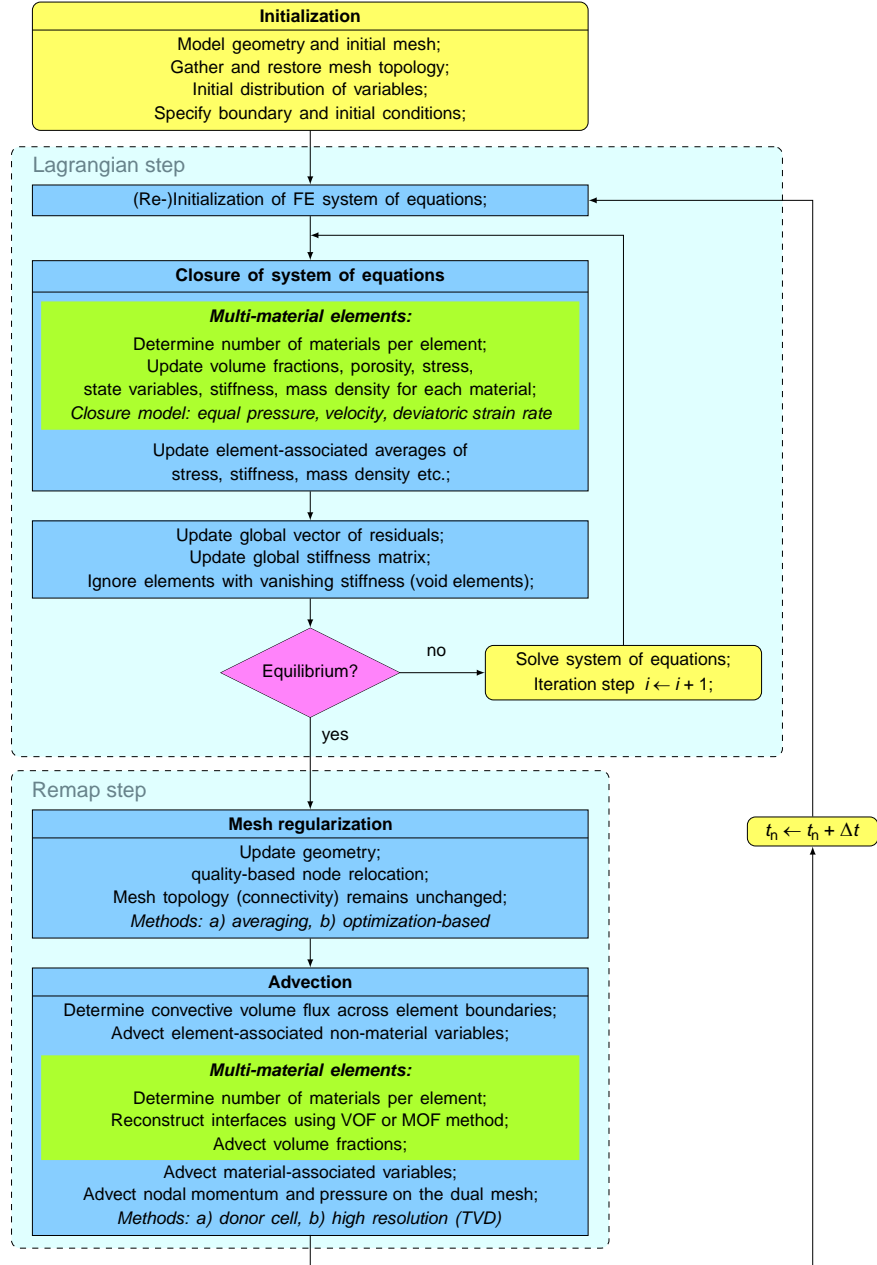 Initialization
Model geometry and initial mesh;
Gather and restore mesh topology;
Initial distribution of variables;
Specify boundary and initial conditions;
Lagrangian step
(Re-)Initialization of FE system of equations;
Closure of system of equations
Multi-material elements:
Determine number of materials per element;
Update volume fractions, porosity, stress,
state variables, stiffness, mass density for each material;
Closure model: equal pressure, velocity, deviatoric strain rate
Update element-associated averages of
stress, stiffness, mass density etc.;
Update global vector of residuals;
Update global stiffness matrix;
Ignore elements with vanishing stiffness (void elements);
Equilibrium?
no
Solve system of equations;
Iteration step i ← i + 1;
yes
Remap step
Mesh regularization
Update geometry;
quality-based node relocation;
Mesh topology (connectivity) remains unchanged;
Methods: a) averaging, b) optimization-based
tn ← tn + Δt
Advection
Determine convective volume flux across element boundaries;
Advect element-associated non-material variables;
Multi-material elements:
Determine number of materials per element;
Reconstruct interfaces using VOF or MOF method;
Advect volume fractions;
Advect material-associated variables;
Advect nodal momentum and pressure on the dual mesh;
Methods: a) donor cell, b) high resolution (TVD)